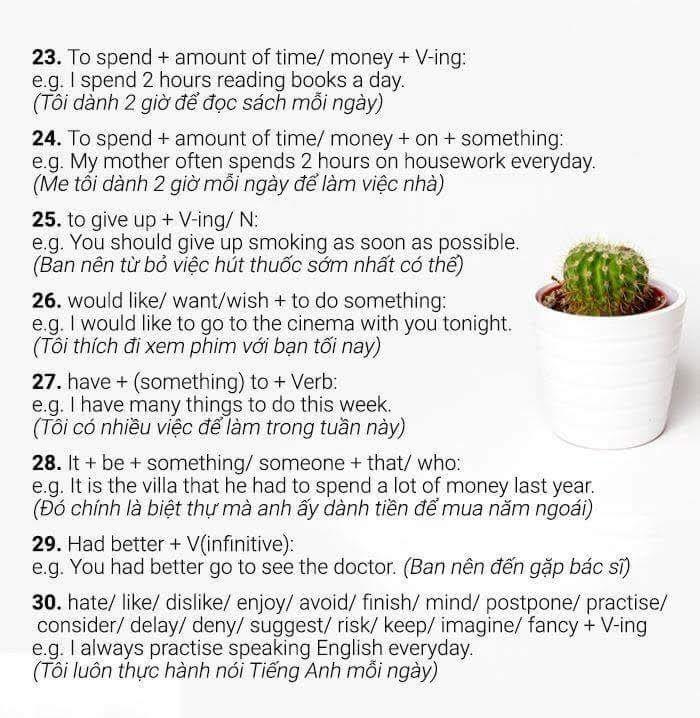 23. To spend + amount of time/ money + V-ing:
e.g. I spend 2 hours reading books a day.
(Tôi dành 2 giờ để đọc sách mỗi ngày)
24. To spend + amount of time/ money + on + something:
e.g. My mother often spends 2 hours on housework everyday.
(Mẹ tôi dành 2 giờ mỗi ngày để làm việc nhà)
25. to give up + V-ing/ N:
e.g. You should give up smoking as soon as possible.
(Bạn nên từ bỏ việc hút thuốc sớm nhất có thể)
26. would like/ want/wish + to do something:
e.g. I would like to go to the cinema with you tonight.
(Tôi thích đi xem phim với bạn tối nay)
27. have + (something) to + Verb:
e.g. I have many things to do this week.
(Tôi có nhiều việc để làm trong tuần này)
28. It + be + something/ someone + that/ who:
e.g. It is the villa that he had to spend a lot of money last year.
(Đó chính là biệt thự mà anh ấy dành tiền để mua năm ngoái)
29. Had better + V(infinitive):
e.g. You had better go to see the doctor. (Bạn nên đến gặp bác sĩ)
30. hate/ like/ dislike/ enjoy/ avoid/ finish/ mind/ postpone/ practise/
consider/ delay/ deny/ suggest/ risk/ keep/ imagine/ fancy + V-ing
e.g. I always practise speaking English everyday.
(Tôi luôn thực hành nói Tiếng Anh mỗi ngày)